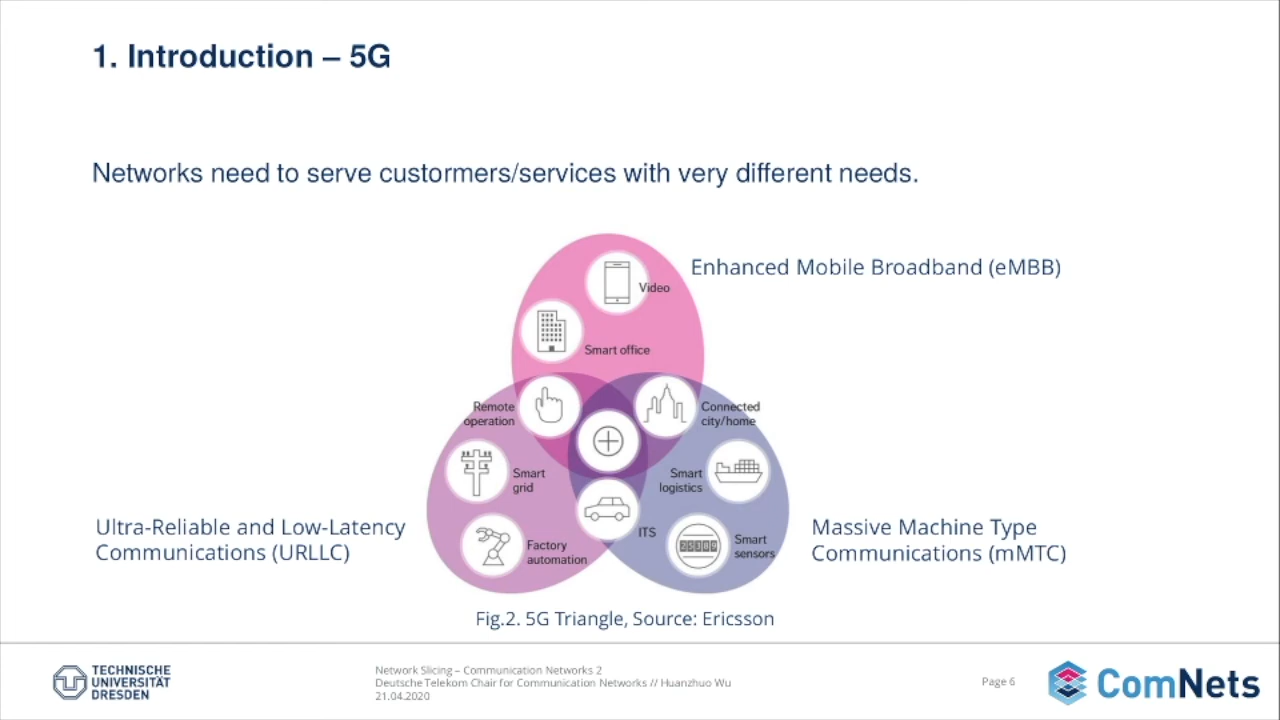 1. Introduction – 5G
Networks need to serve custormers/services with very different needs.
Enhanced Mobile Broadband (eMBB)
Video
Smart office
Remote
operation
Connected
city/home
Smart
grid
Smart
logistics
ITS
Factory
automation
Smart
sensors
Ultra-Reliable and Low-Latency
Communications (URLLC)
Massive Machine Type
Communications (mMTC)
Fig.2. 5G Triangle, Source: Ericsson
TECHNISCHE
UNIVERSITÄT
DRESDEN
Network Slicing – Communication Networks 2
Deutsche Telekom Chair for Communication Networks // Huanzhuo Wu
21.04.2020
Page 6
ComNets